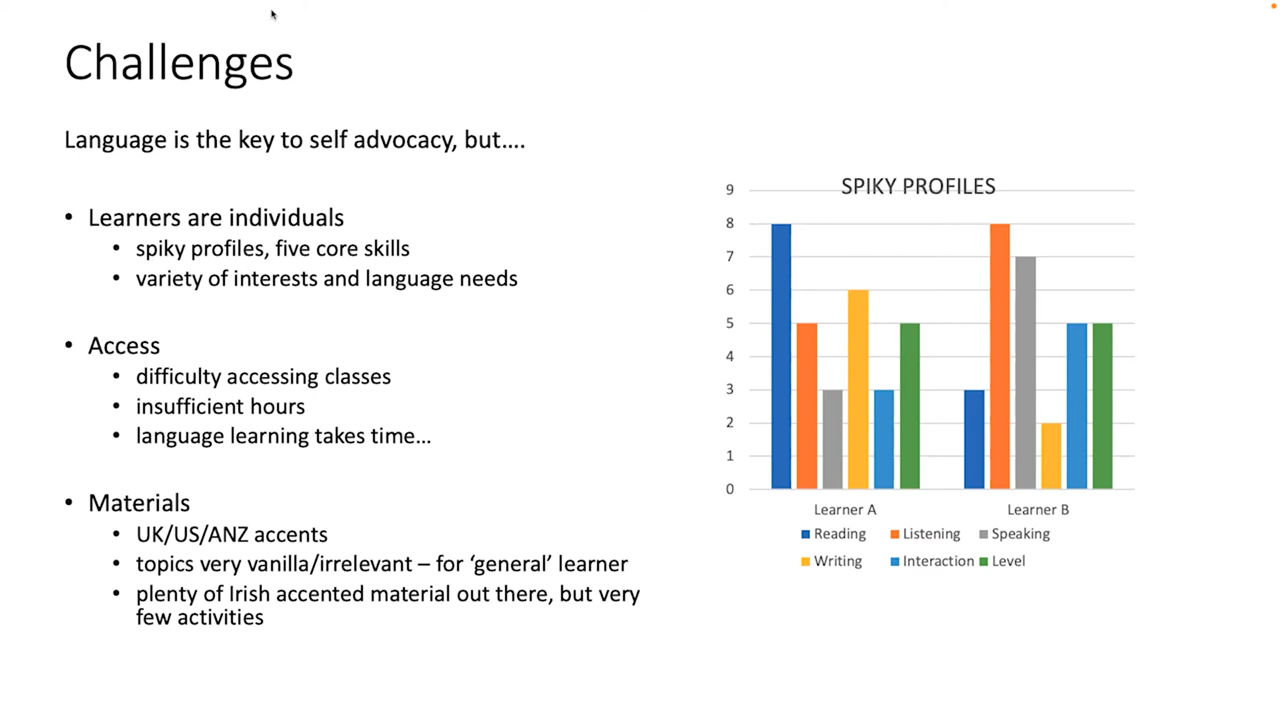 Challenges
Language is the key to self advocacy, but….
• Learners are individuals
• spiky profiles, five core skills
• variety of interests and language needs
• Access
• difficulty accessing classes
• insufficient hours
• language learning takes time…
• Materials
• UK/US/ANZ accents
• topics very vanilla/irrelevant – for ‘general’ learner
• plenty of Irish accented material out there, but very
few activities
SPIKY PROFILES
9
8
7
6
5
4
3
2
1
0
Learner A Learner B
Reading Listening Speaking
Writing Interaction Level